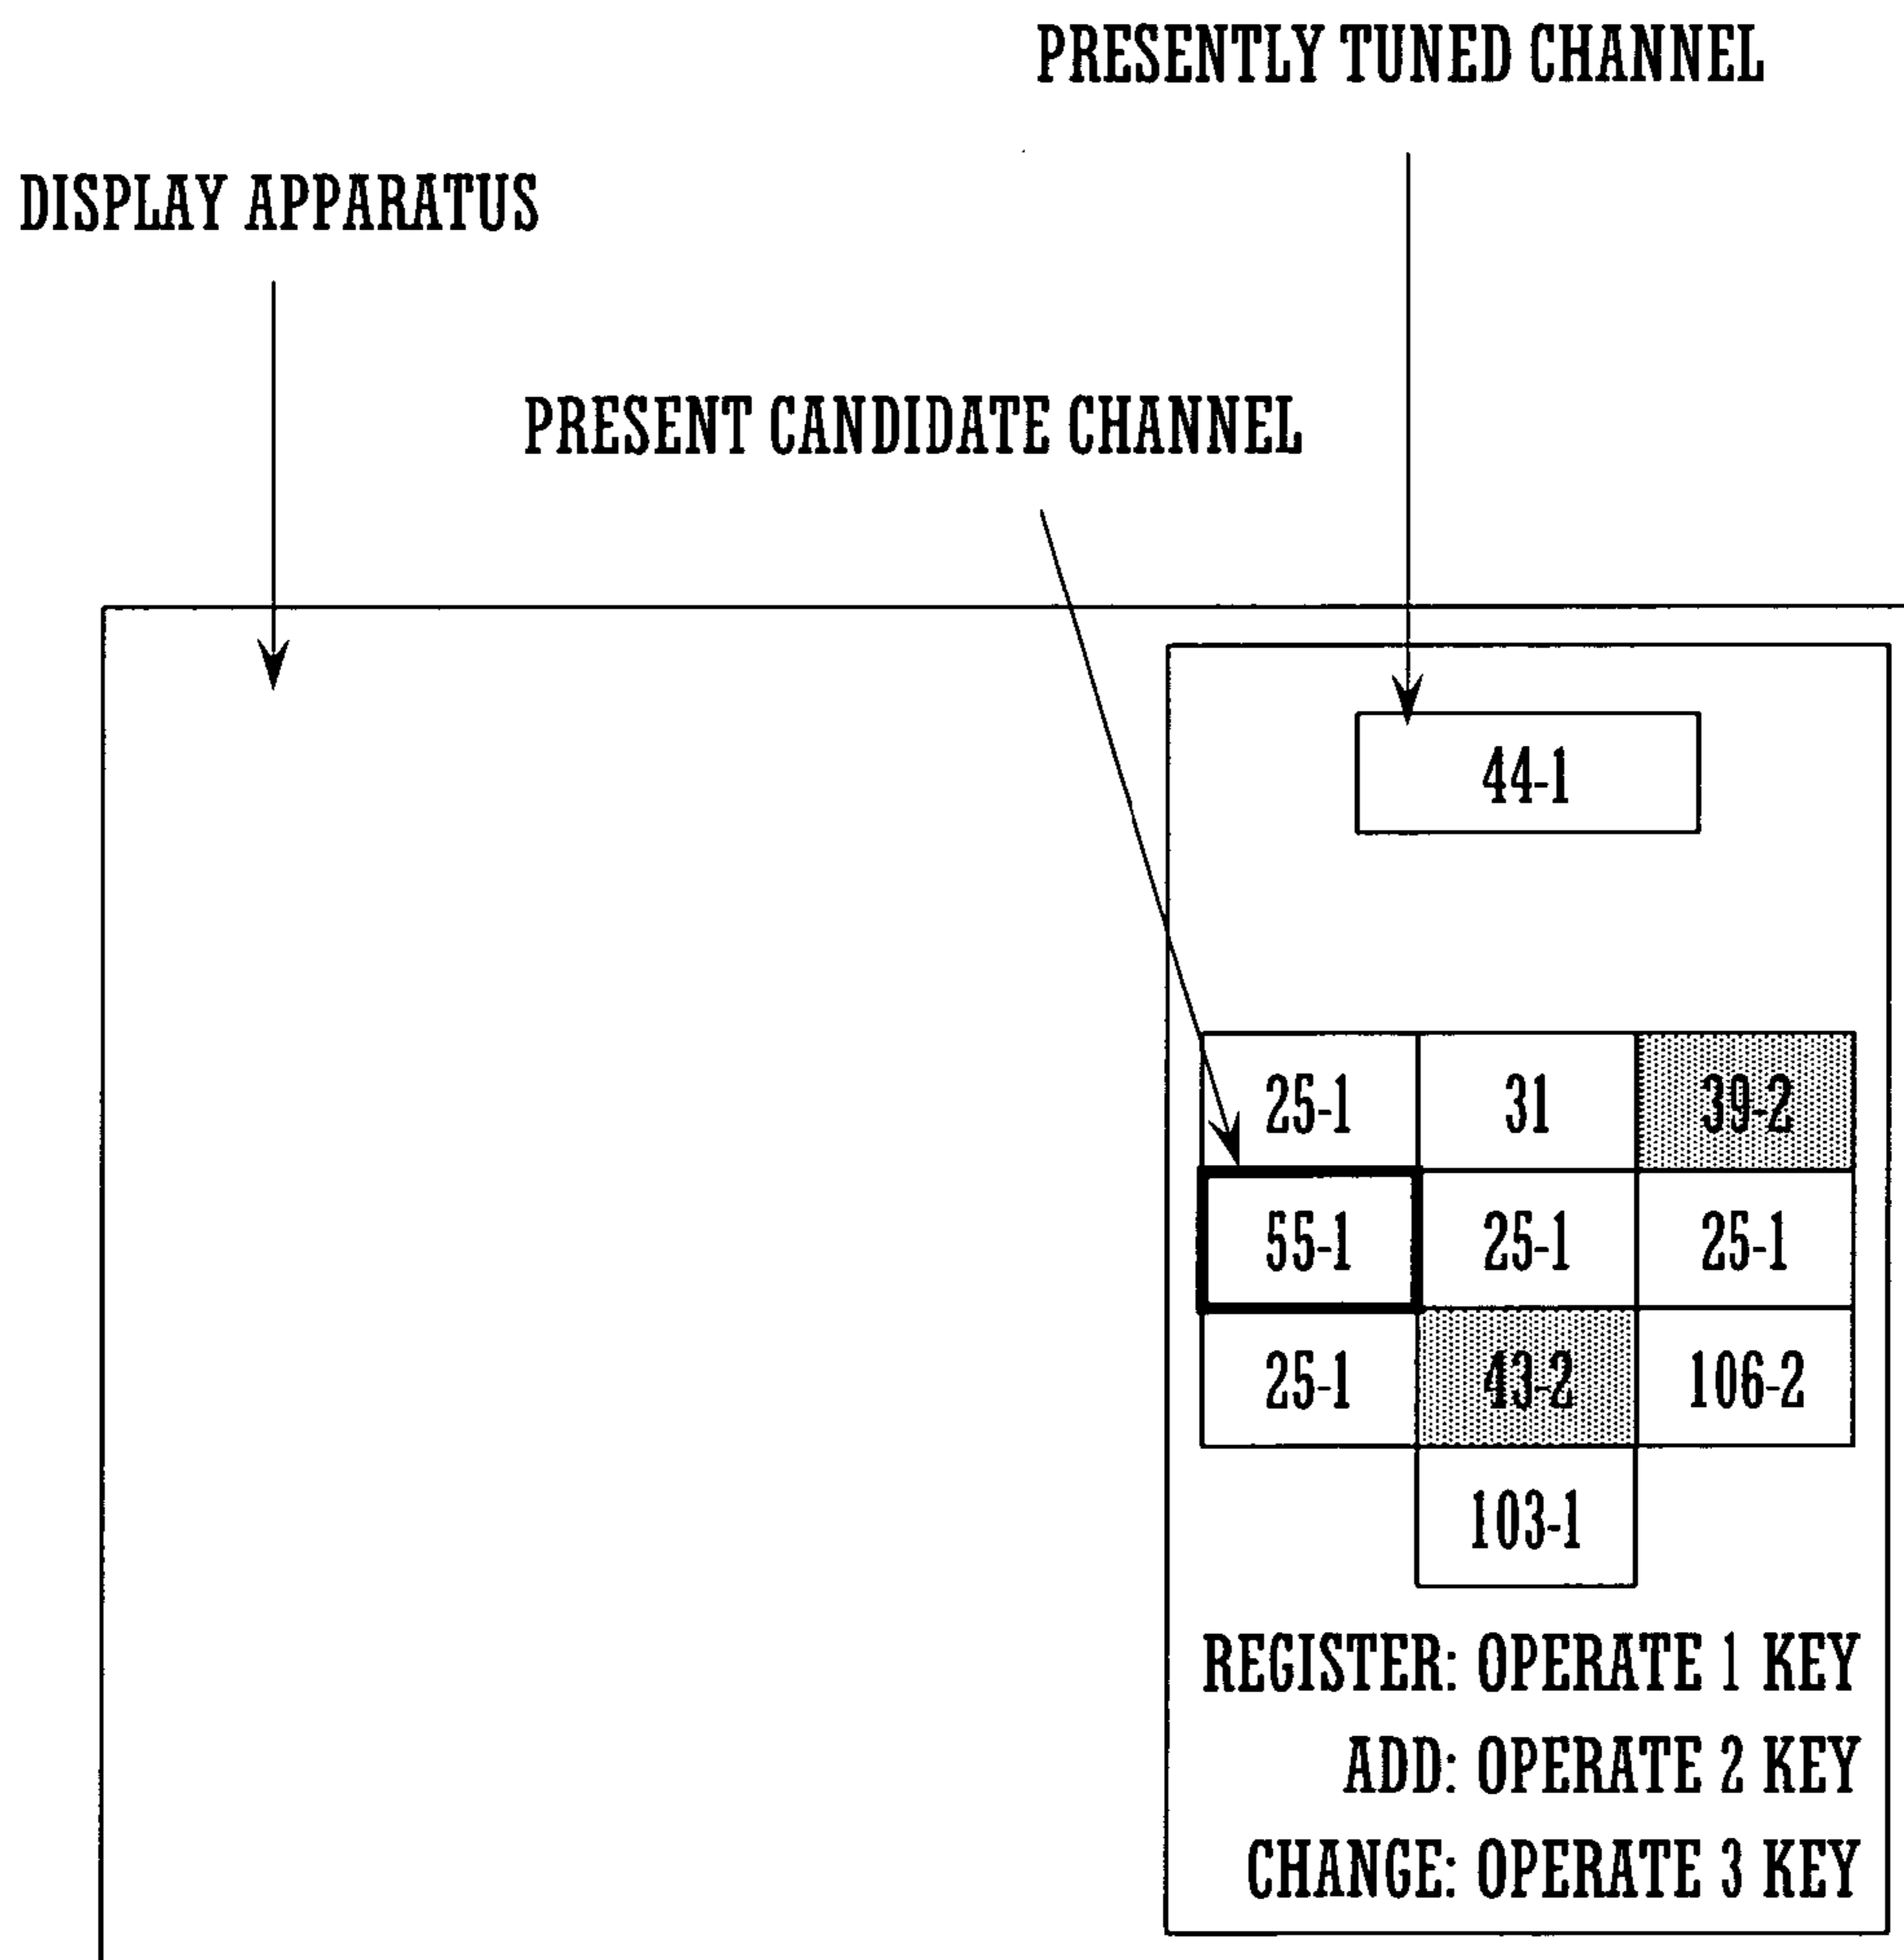 PRESENTLY TUNED CHANNEL
DISPLAY APPARATUS
PRESENT CANDIDATE CHANNEL
44-1
25-1 31 39-2
55-1 25-1 25-1
25-1 43-2 106-2
103-1
REGISTER: OPERATE 1 KEY
ADD: OPERATE 2 KEY
CHANGE: OPERATE 3 KEY